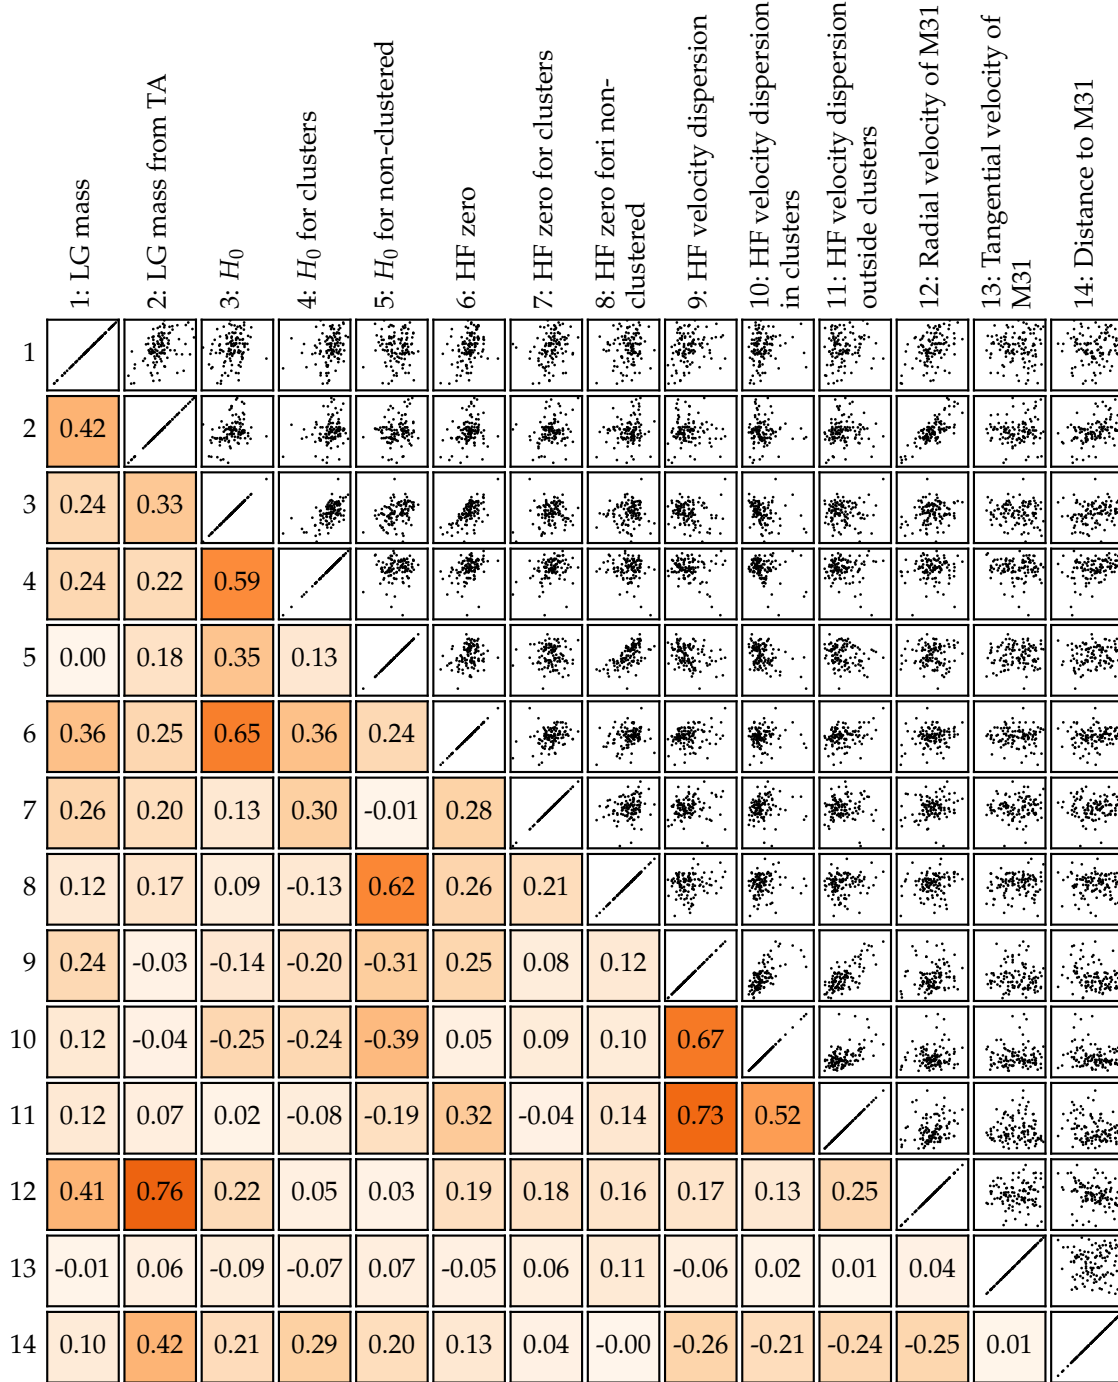 1: LG mass
2: LG mass from TA
3: H₀
4: H₀ for clusters
5: H₀ for non-clustered
6: HF zero
7: HF zero for clusters
8: HF zero fori non-
clustered
9: HF velocity dispersion
10: HF velocity dispersion
in clusters
11: HF velocity dispersion
outside clusters
12: Radial velocity of M31
13: Tangential velocity of
M31
14: Distance to M31
1
2 0.42
3 0.24 0.33
4 0.24 0.22 0.59
5 0.00 0.18 0.35 0.13
6 0.36 0.25 0.65 0.36 0.24
7 0.26 0.20 0.13 0.30 -0.01 0.28
8 0.12 0.17 0.09 -0.13 0.62 0.26 0.21
9 0.24 -0.03 -0.14 -0.20 -0.31 0.25 0.08 0.12
10 0.12 -0.04 -0.25 -0.24 -0.39 0.05 0.09 0.10 0.67
11 0.12 0.07 0.02 -0.08 -0.19 0.32 -0.04 0.14 0.73 0.52
12 0.41 0.76 0.22 0.05 0.03 0.19 0.18 0.16 0.17 0.13 0.25
13 -0.01 0.06 -0.09 -0.07 0.07 -0.05 0.06 0.11 -0.06 0.02 0.01 0.04
14 0.10 0.42 0.21 0.29 0.20 0.13 0.04 -0.00 -0.26 -0.21 -0.24 -0.25 0.01